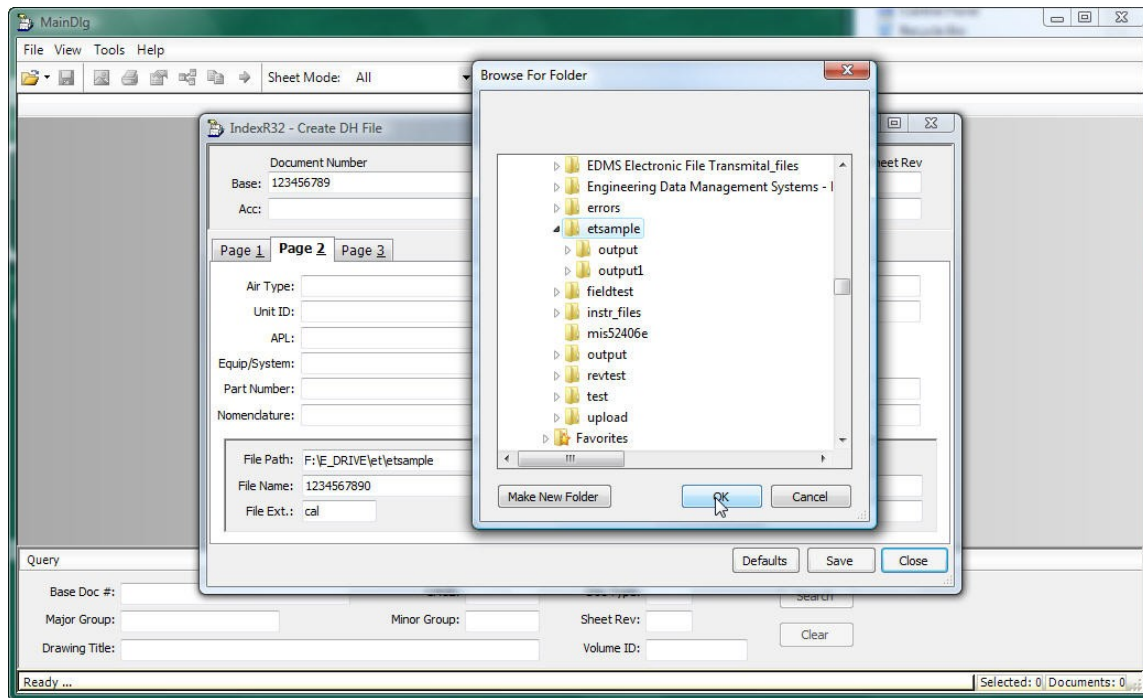 MainDlg
File View Tools Help
Sheet Mode: All
IndexR32 - Create DH File
Document Number
eet Rev
Base: 123456789
Acc:
Page 1 Page 2 Page 3
Air Type:
Unit ID:
APL:
Equip/System:
Part Number:
Nomenclature:
File Path: F:\E_DRIVE\et\etsample
File Name: 1234567890
File Ext.: cal
Defaults Save Close
Browse For Folder
EDMS Electronic File Transmital_files
Engineering Data Management Systems -
errors
etsample
output
output1
fieldtest
instr_files
mis52406e
output
revtest
test
upload
Favorites
Make New Folder OK Cancel
Query
Base Doc #:
Search
Major Group: Minor Group: Sheet Rev:
Clear
Drawing Title: Volume ID:
Ready ... Selected: 0 Documents: 0